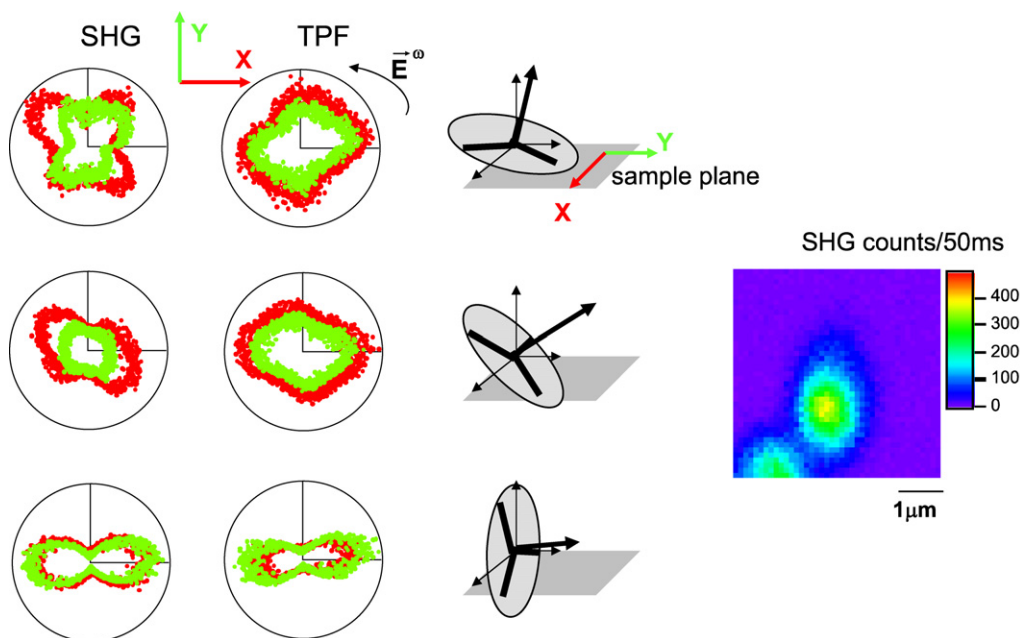 SHG
TPF
Y
X
E ω
Y
X
sample plane
SHG counts/50ms
400
300
200
100
0
1μm